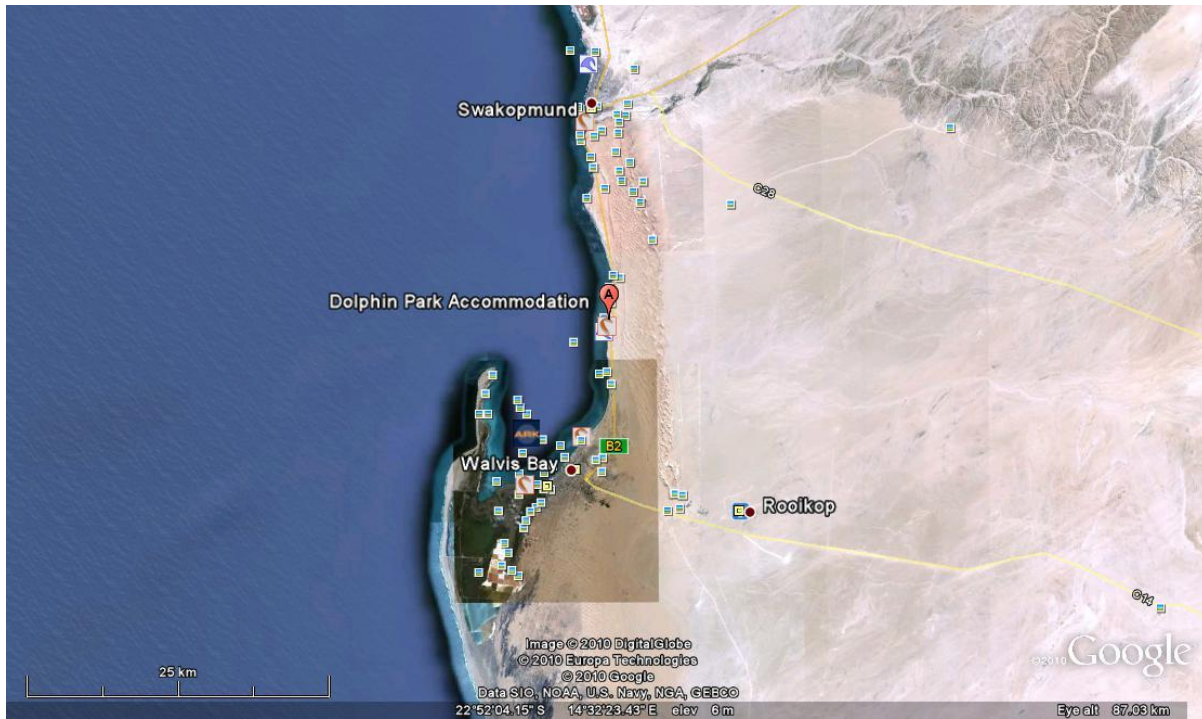 Swakopmund
C28
Dolphin Park Accommodation
A
ARK
B2
Walvis Bay
Rooikop
C14
Image © 2010 DigitalGlobe
© 2010 Europa Technologies
© 2010 Google
Data SIO, NOAA, U.S. Navy, NGA, GEBCO
©2010 Google
25 km
22°52'04.15" S 14°32'23.43" E elev 6 m
Eye alt 87.03 km